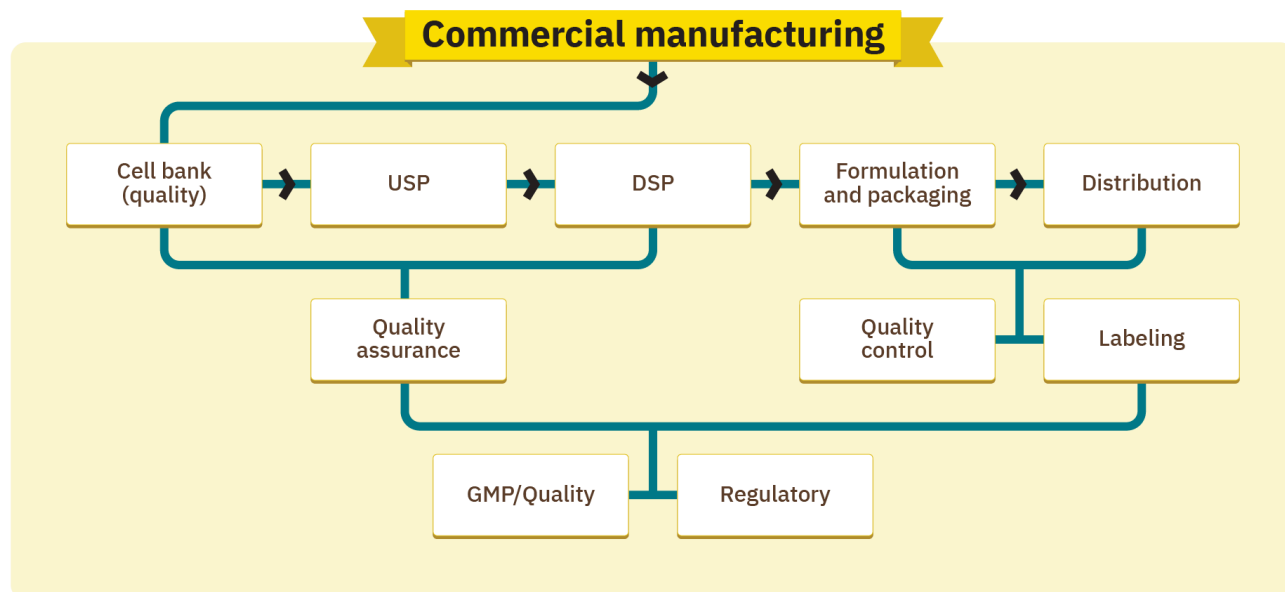 Commercial manufacturing
Cell bank
(quality)
USP
DSP
Formulation
and packaging
Distribution
Quality
assurance
Quality
control
Labeling
GMP/Quality
Regulatory